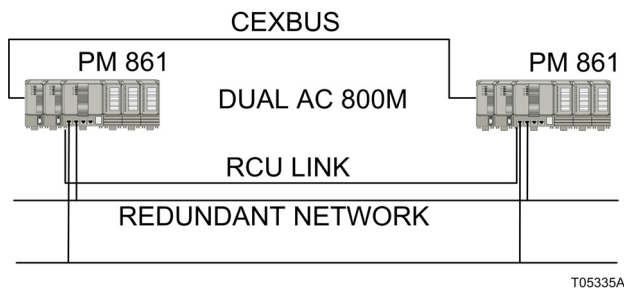 CEXBUS
PM 861
PM 861
DUAL AC 800M
RCU LINK
REDUNDANT NETWORK
T05335A